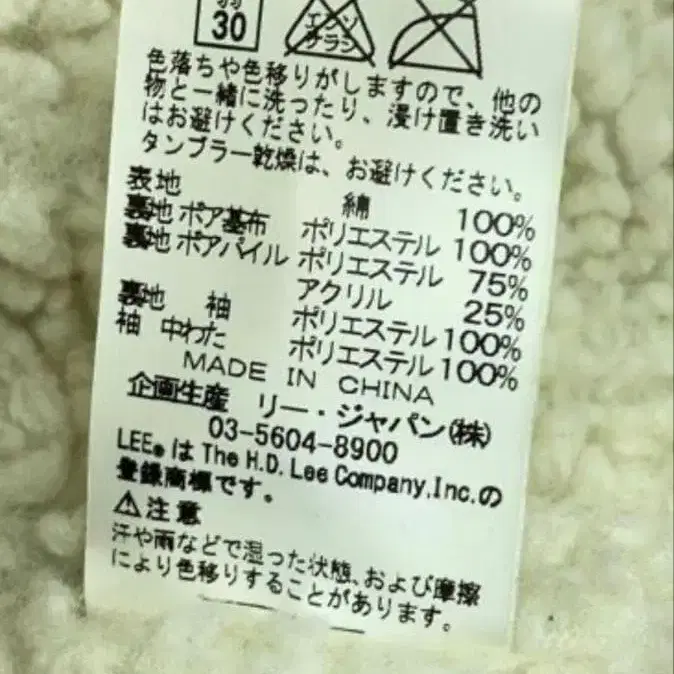 弱
30
エンソ
サラシ
色落ちや色移りがしますので、他の
物と一緒に洗ったり、浸け置き洗い
はお避けください。
タンブラー乾燥は、お避けください。
表地 綿 100%
裏地 ボア基布 ポリエステル 100%
裏地 ボアパイル ポリエステル 75%
アクリル 25%
裏地 袖 ポリエステル 100%
袖 中わた ポリエステル 100%
MADE IN CHINA
企画生産 リー・ジャパン(株)
03-5604-8900
LEE® は The H.D. Lee Company,Inc.の
登録商標です。
⚠注意
汗や雨などで湿った状態、および摩擦
により色移りすることがあります。